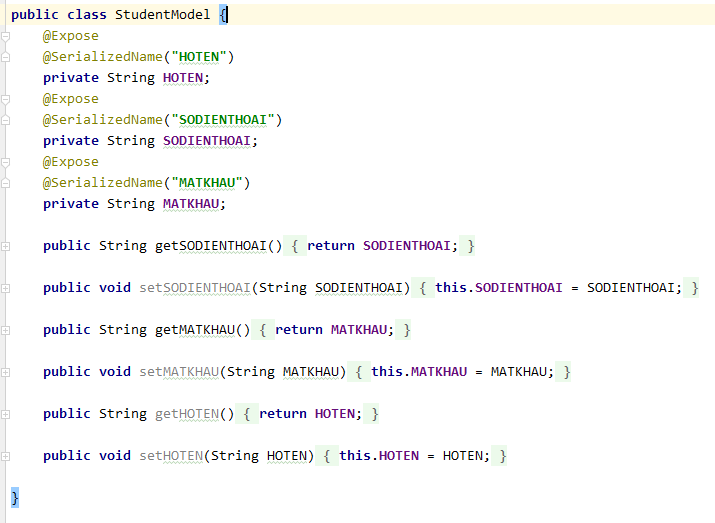 public class StudentModel {
@Expose
@SerializedName("HOTEN")
private String HOTEN;
@Expose
@SerializedName("SODIENTHOAI")
private String SODIENTHOAI;
@Expose
@SerializedName("MATKHAU")
private String MATKHAU;
public String getSODIENTHOAI() { return SODIENTHOAI; }
public void setSODIENTHOAI(String SODIENTHOAI) { this.SODIENTHOAI = SODIENTHOAI; }
public String getMATKHAU() { return MATKHAU; }
public void setMATKHAU(String MATKHAU) { this.MATKHAU = MATKHAU; }
public String getHOTEN() { return HOTEN; }
public void setHOTEN(String HOTEN) { this.HOTEN = HOTEN; }
}